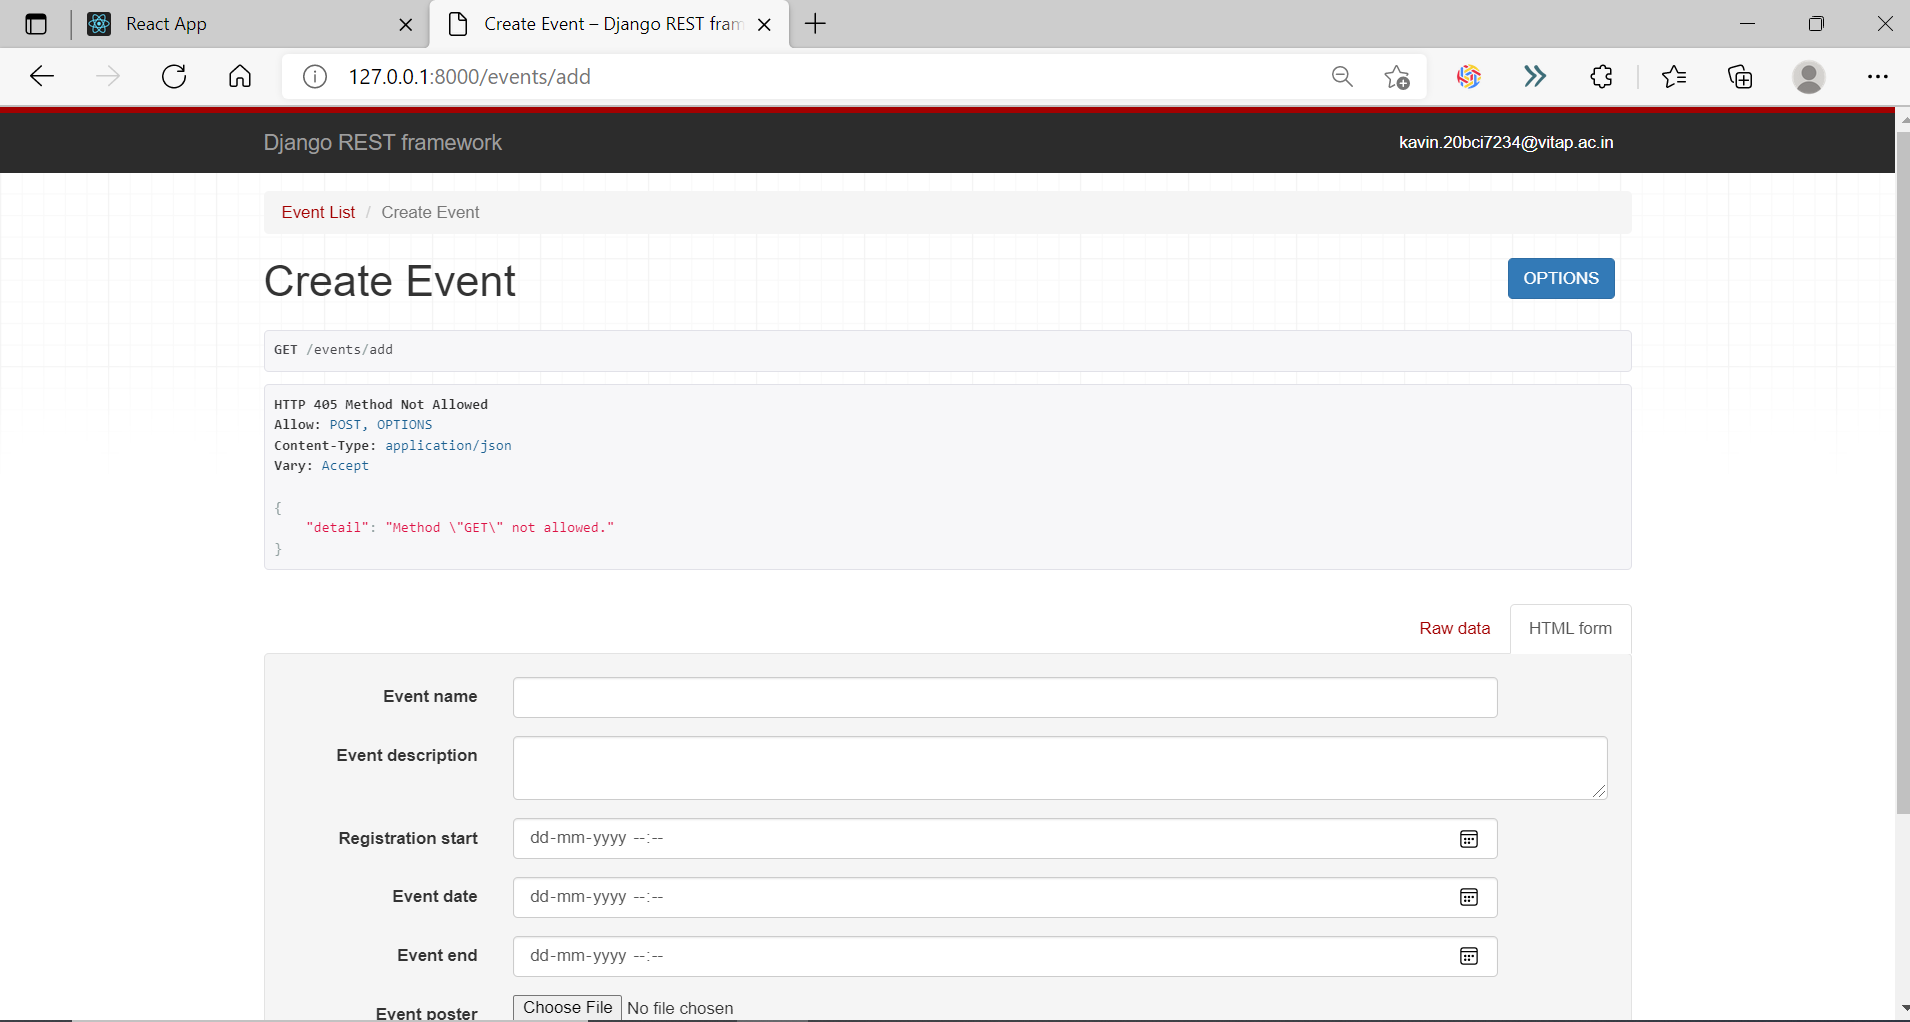 React App
Create Event – Django REST fram
127.0.0.1:8000/events/add
Django REST framework
kavin.20bci7234@vitap.ac.in
Event List / Create Event
Create Event
OPTIONS
GET /events/add
HTTP 405 Method Not Allowed
Allow: POST, OPTIONS
Content-Type: application/json
Vary: Accept
{
"detail": "Method \"GET\" not allowed."
}
Raw data
HTML form
Event name
Event description
Registration start
dd-mm-yyyy --:--
Event date
dd-mm-yyyy --:--
Event end
dd-mm-yyyy --:--
Event poster
Choose File No file chosen